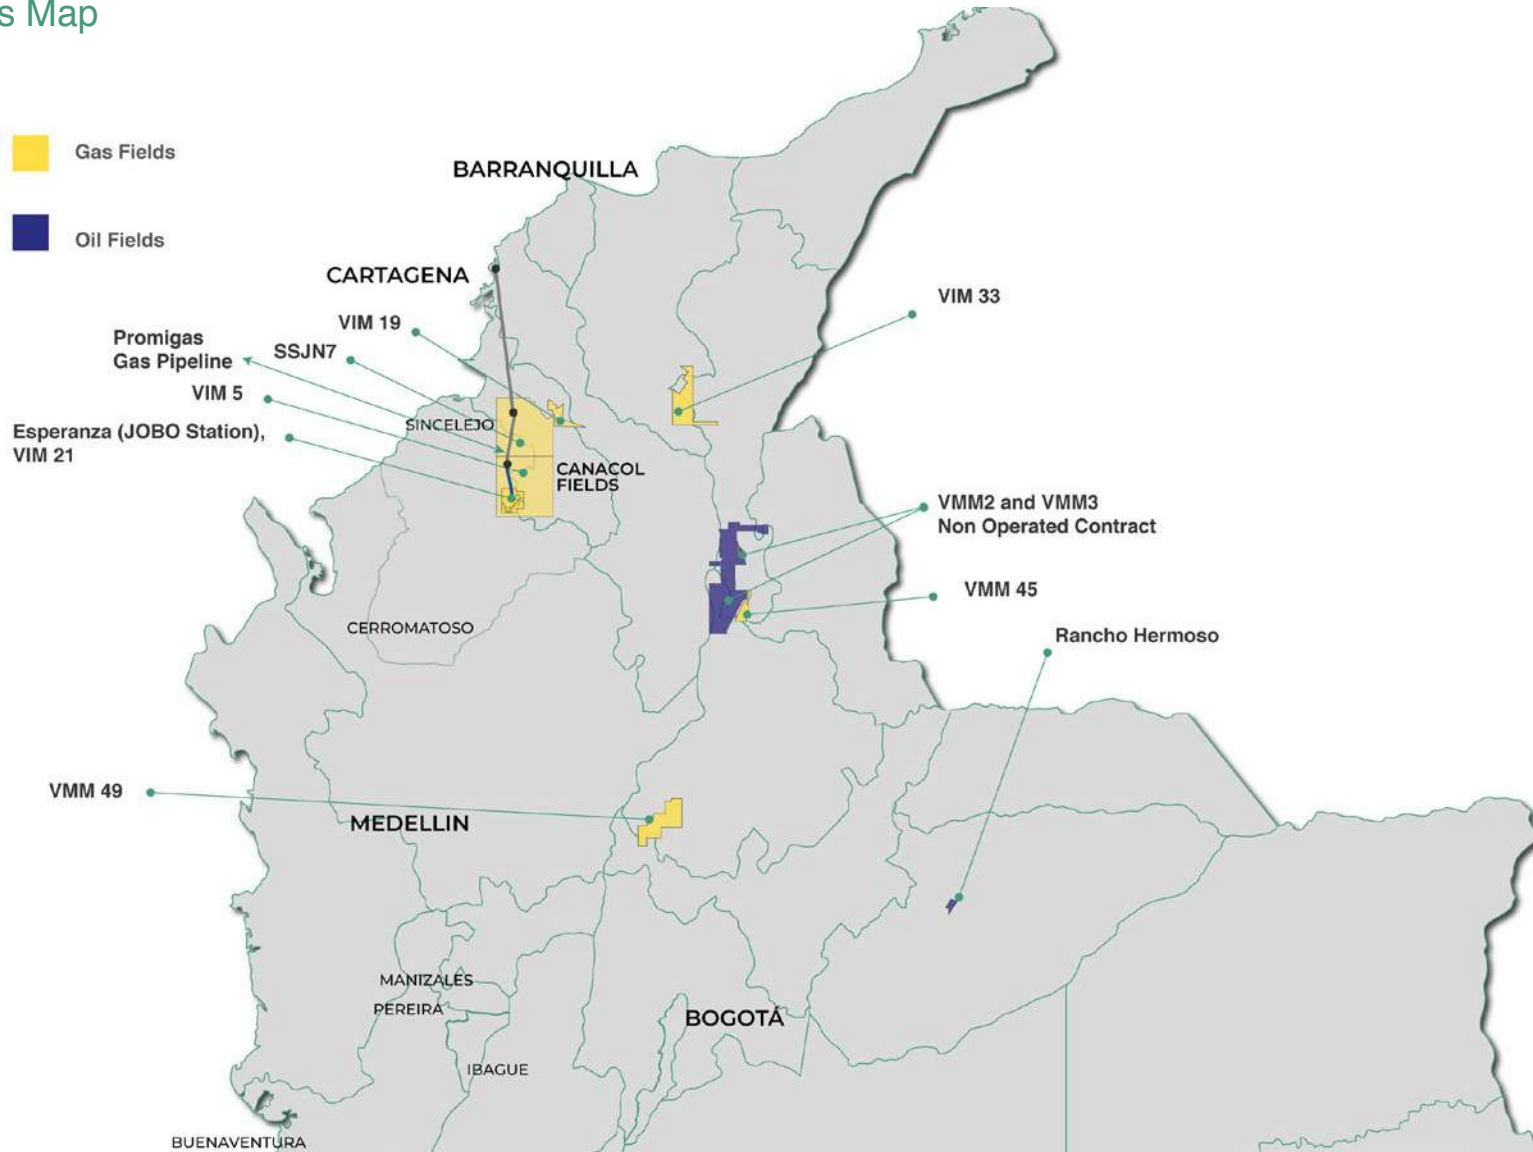 s Map
Gas Fields
Oil Fields
BARRANQUILLA
CARTAGENA
VIM 33
VIM 19
Promigas
Gas Pipeline
SSJN7
VIM 5
SINCELEJO
Esperanza (JOBO Station),
VIM 21
CANACOL
FIELDS
VMM2 and VMM3
Non Operated Contract
VMM 45
CERROMATOSO
Rancho Hermoso
VMM 49
MEDELLIN
MANIZALES
PEREIRA
BOGOTÁ
IBAGUE
BUENAVENTURA